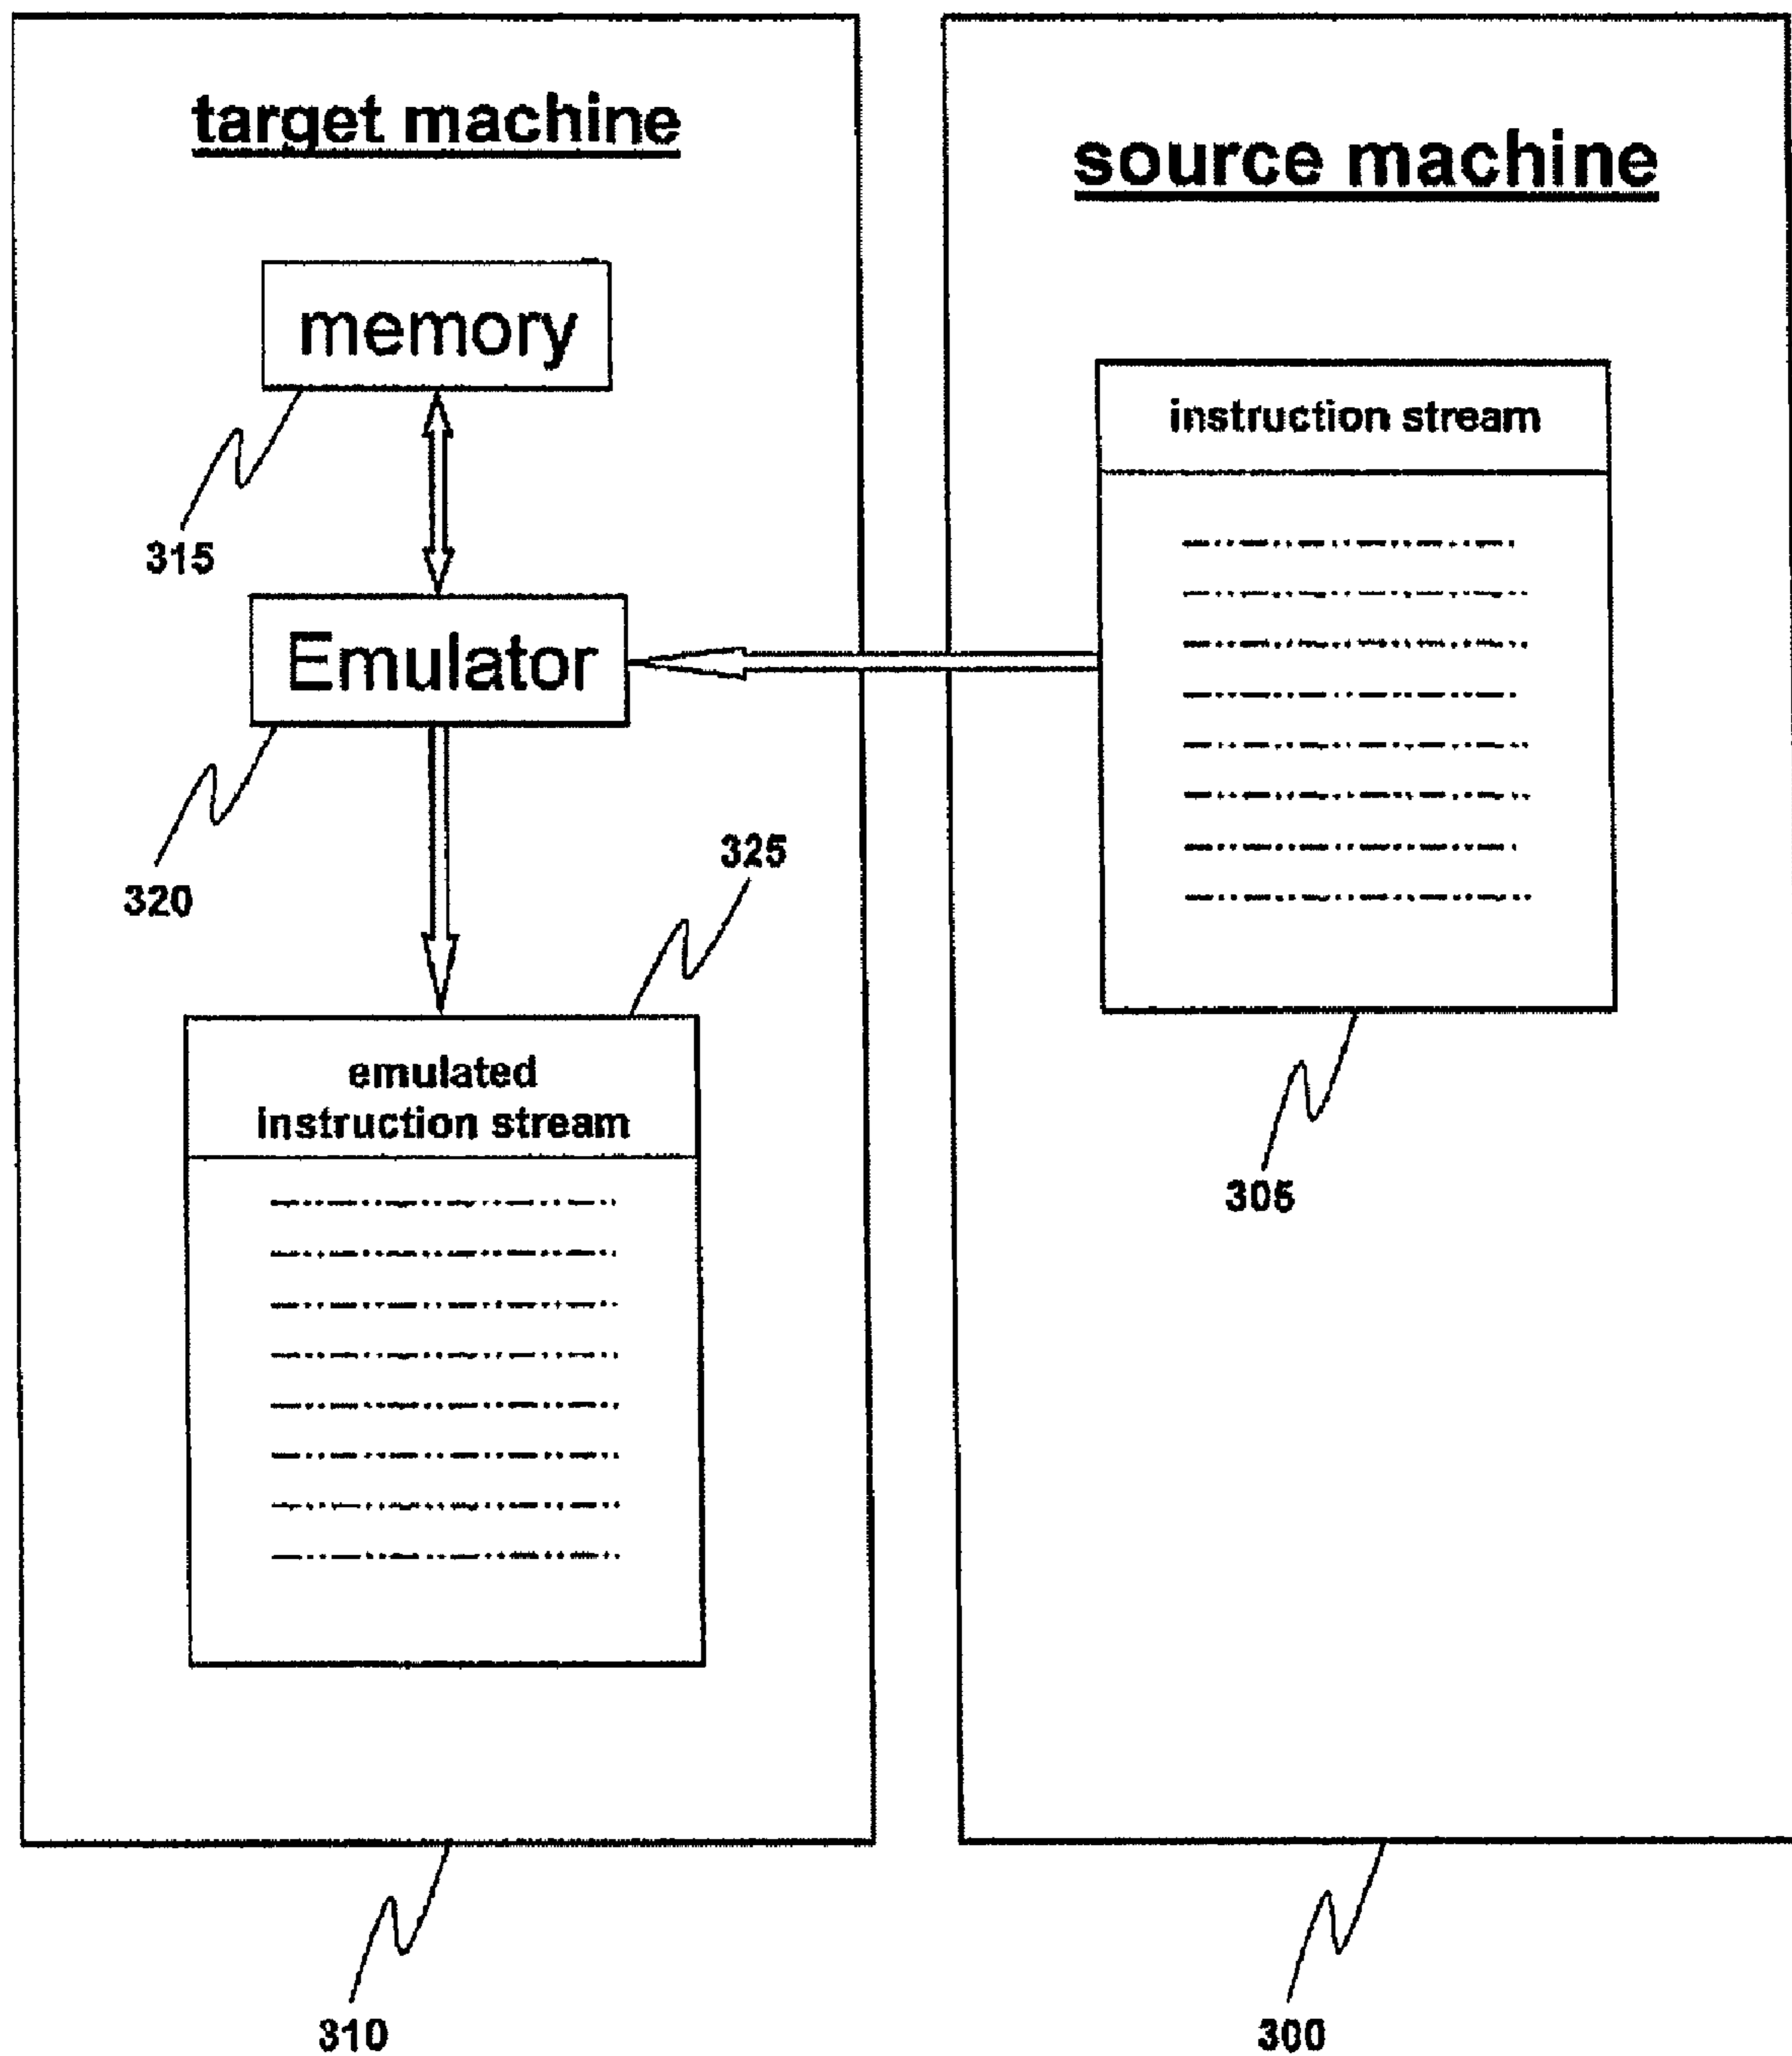 target machine
memory
315
Emulator
320
325
emulated
instruction stream
310
source machine
instruction stream
305
300